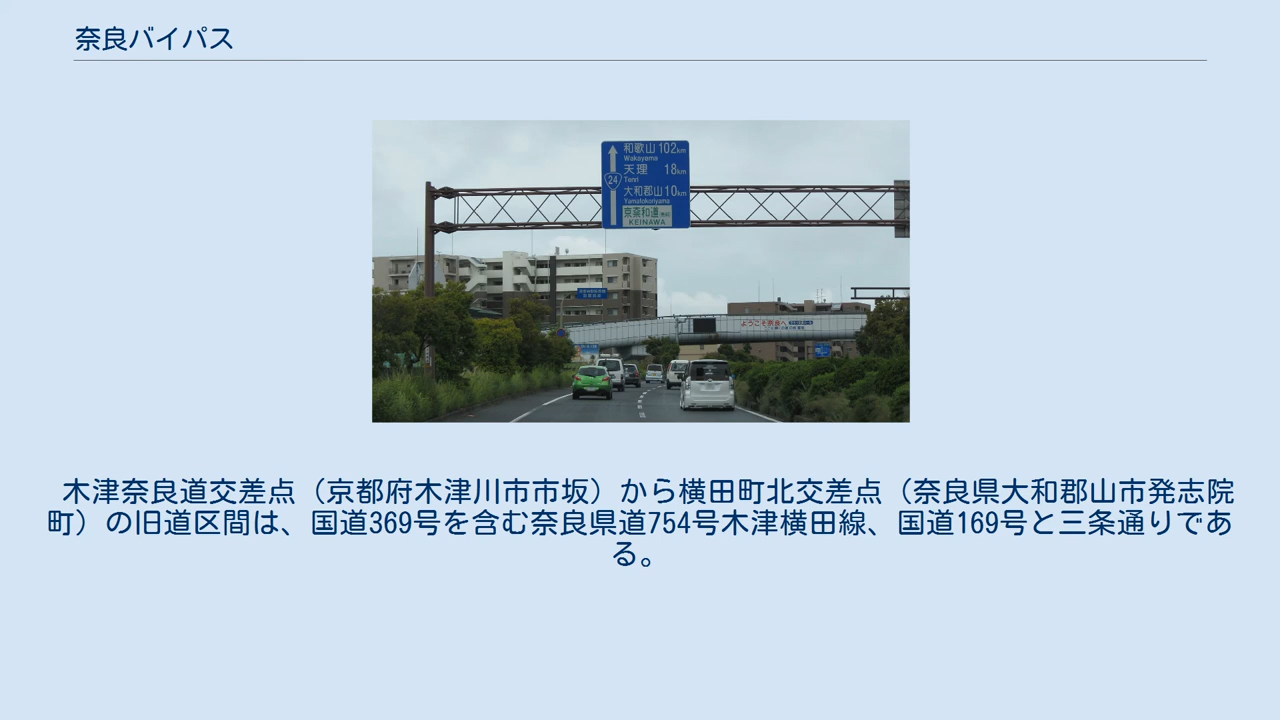 奈良バイパス
和歌山 102km
Wakayama
天理 18km
Tenri
24
大和郡山 10km
Yamatokoriyama
京奈和道
KEINAWA
ようこそ奈良へ
木津奈良道交差点（京都府木津川市市坂）から横田町北交差点（奈良県大和郡山市発志院
町）の旧道区間は、国道369号を含む奈良県道754号木津横田線、国道169号と三条通りであ
る。